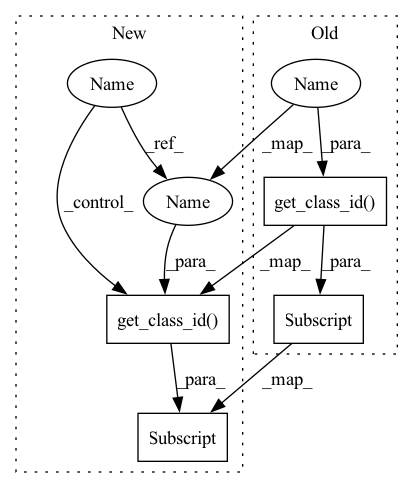 New
Old
Name
Name
_ref_
_map_
_para_
_control_
Name
get_class_id()
_para_
_map_
_para_
get_class_id()
Subscript
_para_
_map_
Subscript